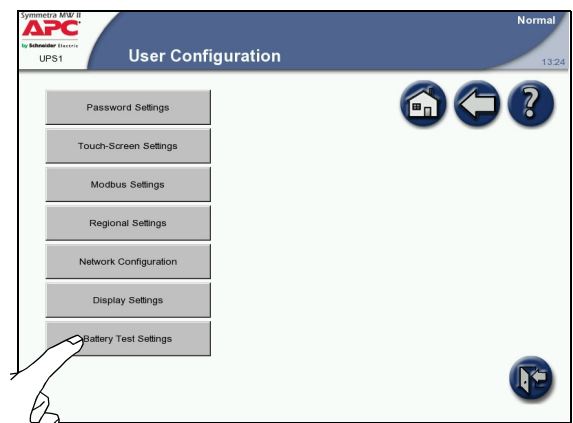 Symmetra MW II
APC
by Schneider Electric
UPS1
User Configuration
Normal
13:24
Password Settings
Touch-Screen Settings
Modbus Settings
Regional Settings
Network Configuration
Display Settings
Battery Test Settings
?